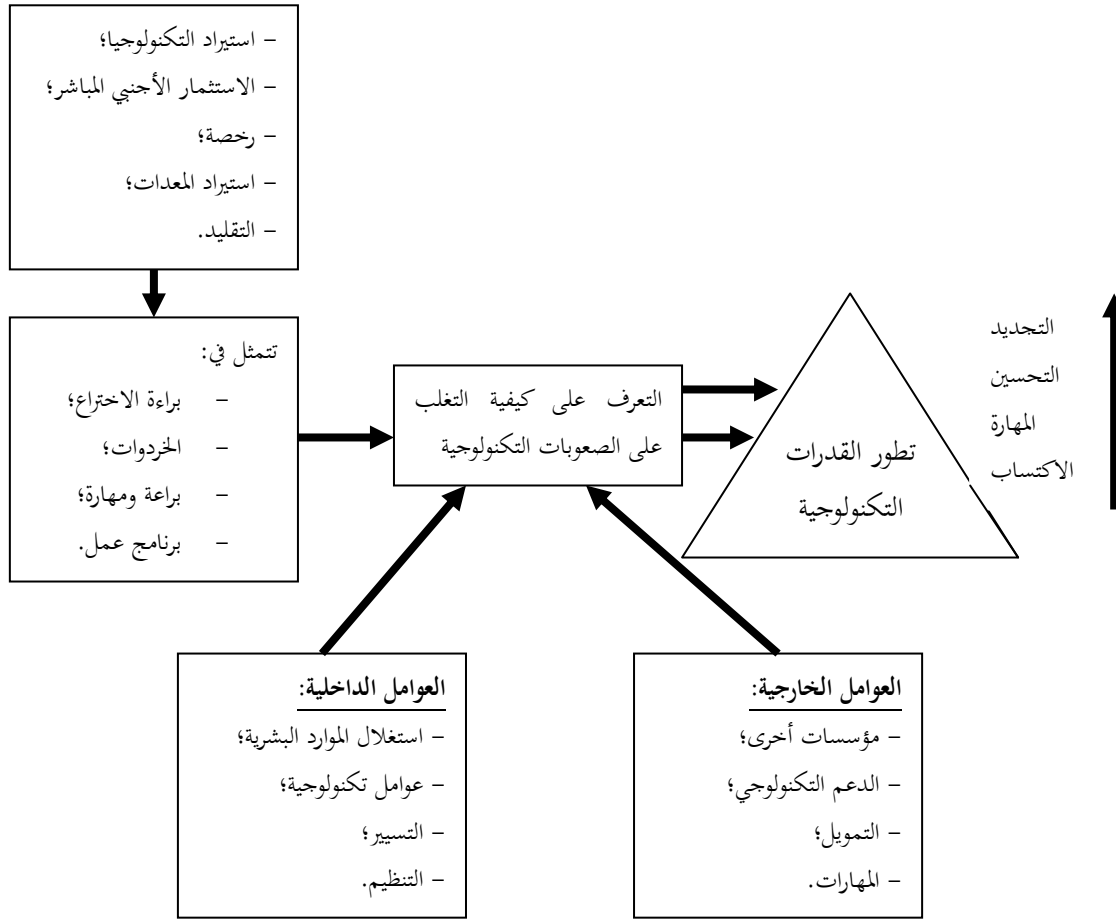 – استيراد التكنولوجيا؛
– الاستثمار الأجنبي المباشر؛
– رخصة؛
– استيراد المعدات؛
– التقليد.
تتمثل في:
– براءة الاختراع؛
– الخردوات؛
– براعة ومهارة؛
– برنامج عمل.
التعرف على كيفية التغلب
على الصعوبات التكنولوجية
تطور القدرات
التكنولوجية
التجديد
التحسين
المهارة
الاكتساب
العوامل الداخلية:
– استغلال الموارد البشرية؛
– عوامل تكنولوجية؛
– التسيير؛
– التنظيم.
العوامل الخارجية:
– مؤسسات أخرى؛
– الدعم التكنولوجي؛
– التمويل؛
– المهارات.